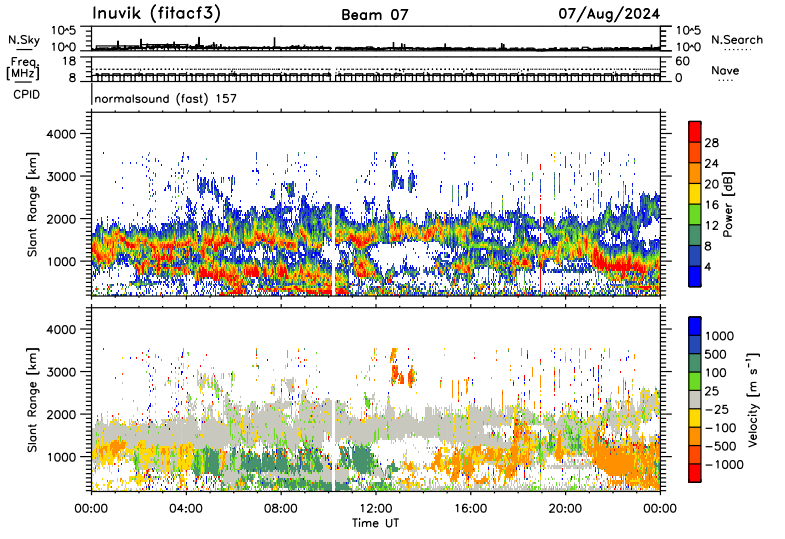 Inuvik (fitacf3) Beam 07 07/Aug/2024
10^5 10^5
N.Sky N.Search
10^0 10^0
18 60
Freq. [MHz] Nave
8 0
CPID normalsound (fast) 157
4000
3000
2000
1000
Slant Range [km]
28
24
20
16
12
8
4
Power [dB]
4000
3000
2000
1000
Slant Range [km]
1000
500
100
25
−25
−100
−500
−1000
Velocity [m s⁻¹]
00:00 04:00 08:00 12:00 16:00 20:00 00:00
Time UT